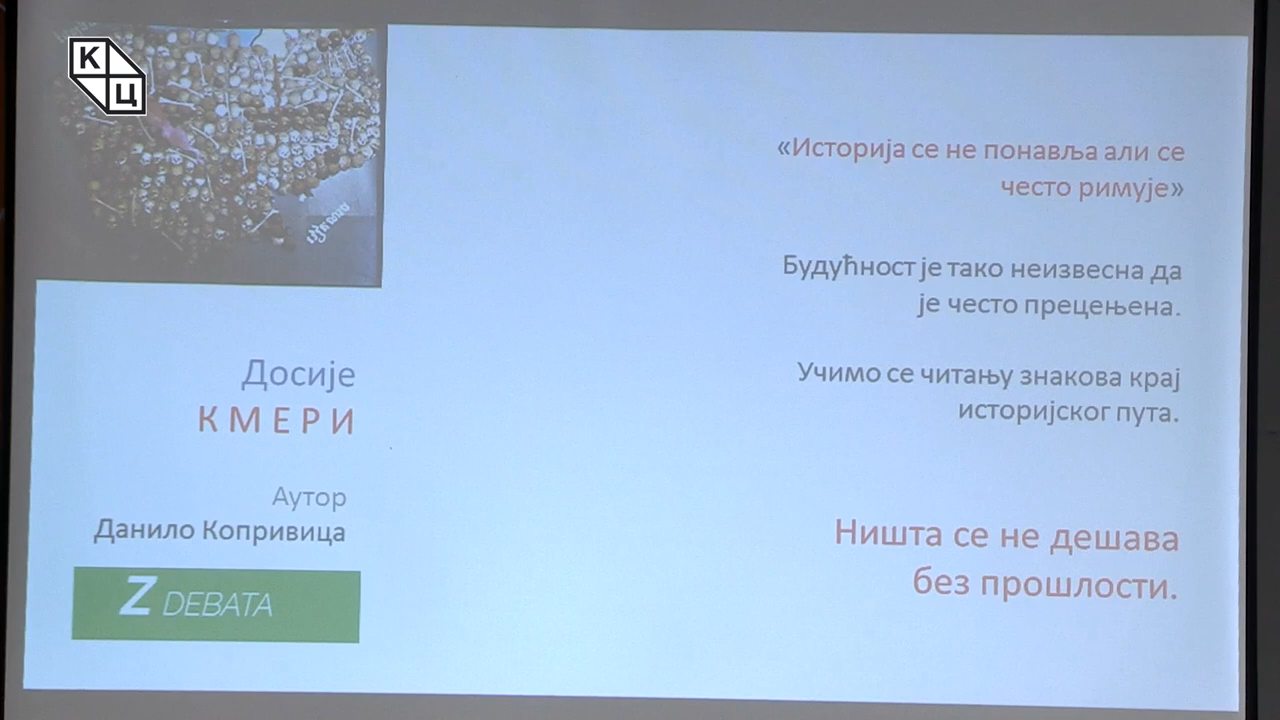 К
Ц
«Историја се не понавља али се
често римује»
Будућност је тако неизвесна да
је често прецењена.
Учимо се читању знакова крај
историјског пута.
Ништа се не дешава
без прошлости.
Досије
КМЕРИ
Аутор
Данило Копривица
Z DEBATA